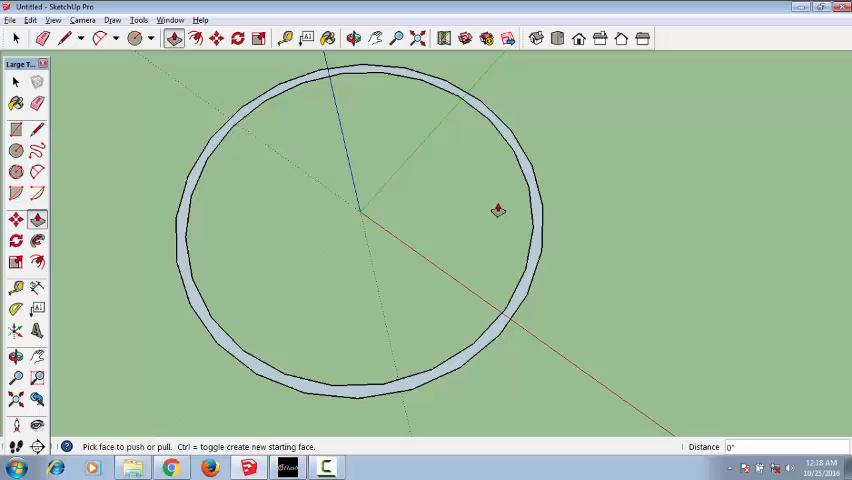 Untitled - SketchUp Pro
File Edit View Camera Draw Tools Window Help
Large T...
Pick face to push or pull. Ctrl = toggle create new starting face.
Distance 0"
12:18 AM
10/25/2016